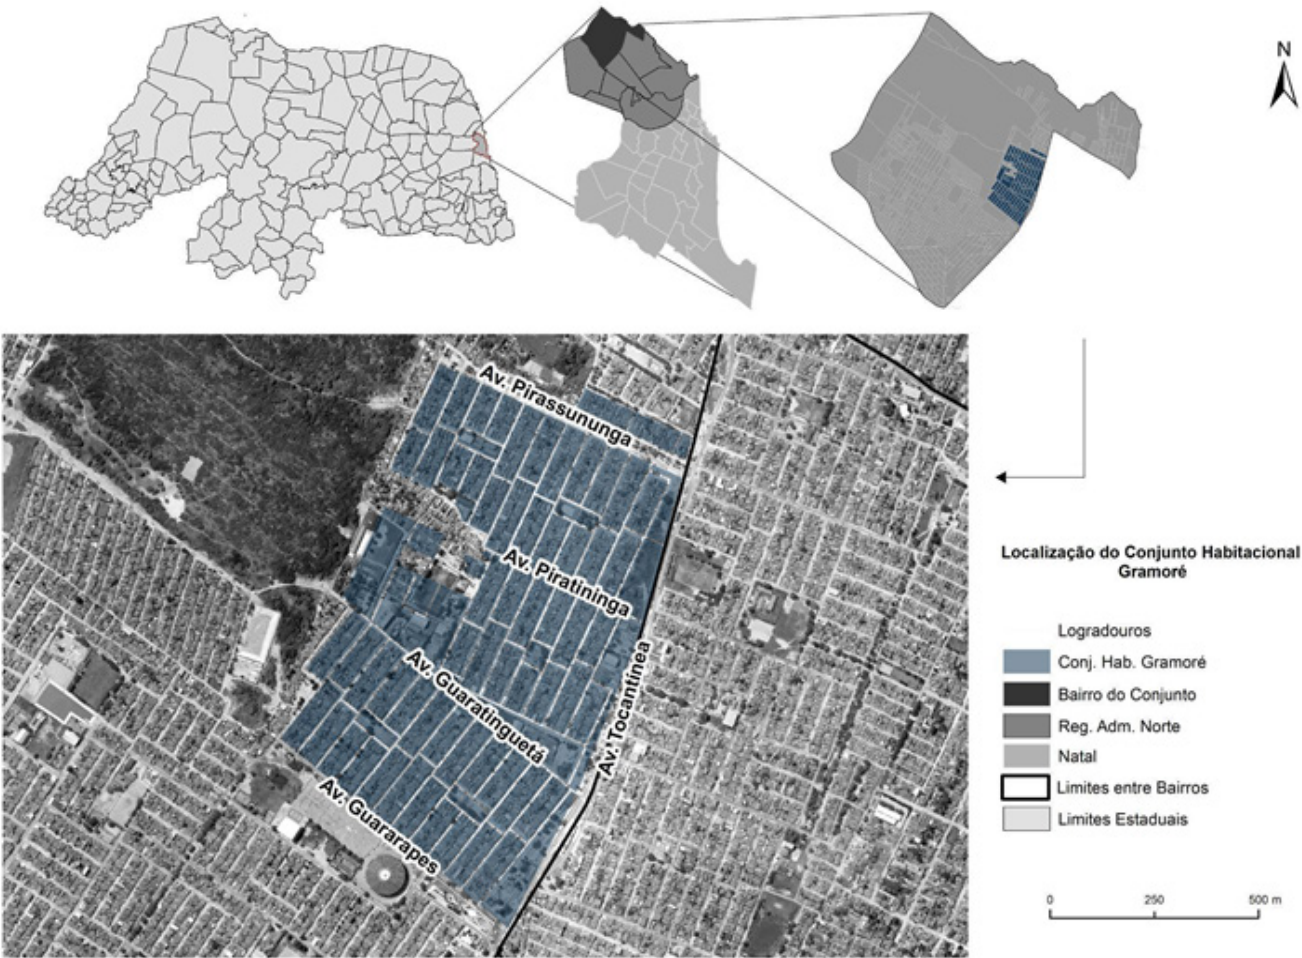 N
Av. Pirassununga
Av. Piratininga
Av. Tocantínea
Av. Guaratinguetá
Av. Guararapes
Localização do Conjunto Habitacional
Gramoré
Logradouros
Conj. Hab. Gramoré
Bairro do Conjunto
Reg. Adm. Norte
Natal
Limites entre Bairros
Limites Estaduais
0 250 500 m